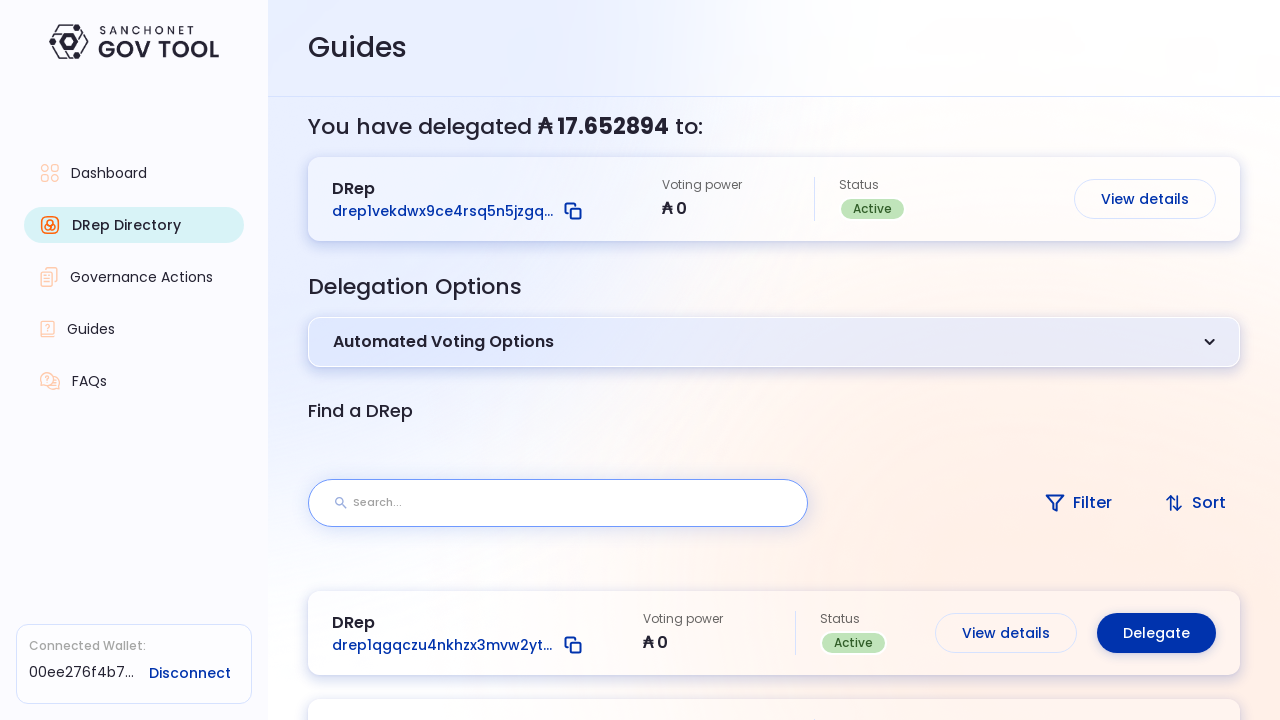 SANCHONET
GOV TOOL
Guides
Dashboard
DRep Directory
Governance Actions
Guides
FAQs
Connected Wallet:
00ee276f4b7...
Disconnect
You have delegated ₳ 17.652894 to:
DRep
drep1vekdwx9ce4rsq5n5jzgq...
Voting power
₳ 0
Status
Active
View details
Delegation Options
Automated Voting Options
Find a DRep
Search...
Filter
Sort
DRep
drep1qgqczu4nkhzx3mvw2yt...
Voting power
₳ 0
Status
Active
View details
Delegate